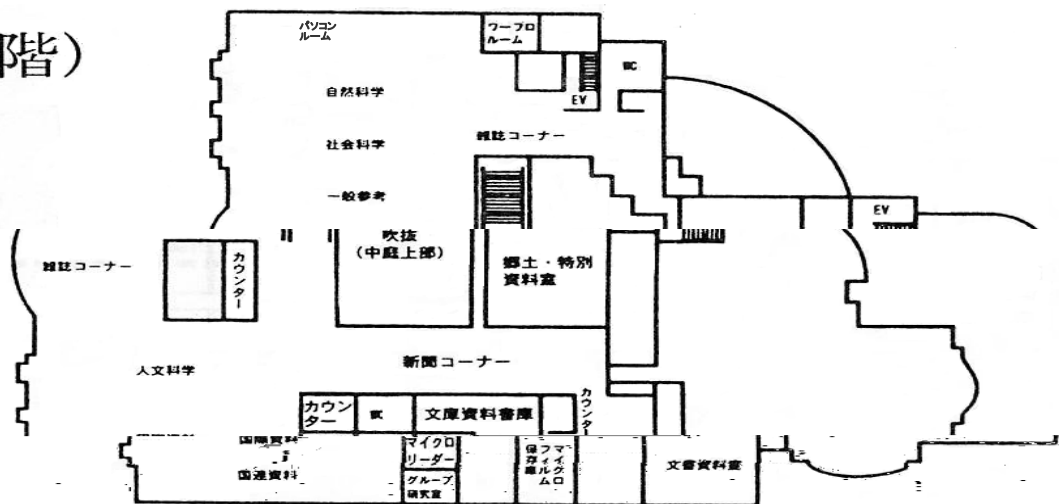 階）
パソコン
ルーム
ワープロ
ルーム
WC
自然科学
EV
社会科学
雑誌コーナー
一般参考
EV
吹抜
（中庭上部）
郷土・特別
資料室
雑誌コーナー
カウンター
新聞コーナー
人文科学
カウン
ター
WC
文庫資料書庫
カウンター
国際資料
国連資料
マイクロ
リーダー
グループ
研究室
マイクロ
フィルム
保存庫
文書資料室